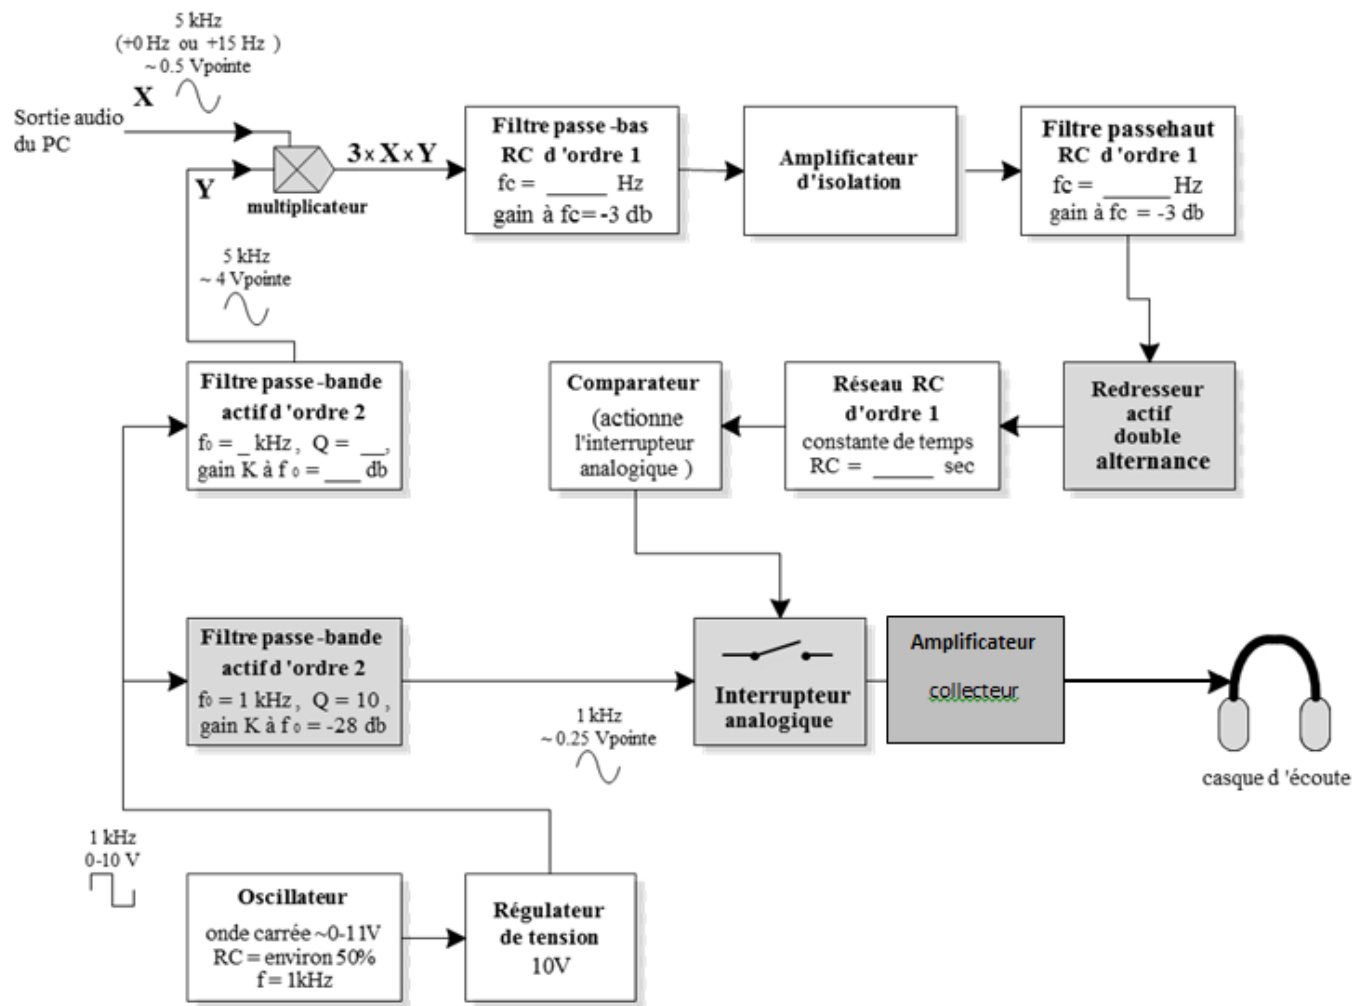 5 kHz
(+0 Hz ou +15 Hz )
~ 0.5 Vpointe
X
Sortie audio
du PC
Y
multiplicateur
3×X×Y
Filtre passe -bas
RC d 'ordre 1
fc = _____ Hz
gain à fc= -3 db
Amplificateur
d'isolation
Filtre passehaut
RC d 'ordre 1
fc = ______ Hz
gain à fc = -3 db
5 kHz
~ 4 Vpointe
Filtre passe -bande
actif d 'ordre 2
f0 = _ kHz , Q = __,
gain K à f 0 = ___ db
Comparateur
(actionne
l'interrupteur
analogique )
Réseau RC
d'ordre 1
constante de temps
RC = _____ sec
Redresseur
actif
double
alternance
Filtre passe -bande
actif d 'ordre 2
f0 = 1 kHz , Q = 10 ,
gain K à f 0 = -28 db
1 kHz
~ 0.25 Vpointe
Interrupteur
analogique
Amplificateur
collecteur
casque d 'écoute
1 kHz
0-10 V
Oscillateur
onde carrée ~0-11V
RC = environ 50%
f = 1kHz
Régulateur
de tension
10V